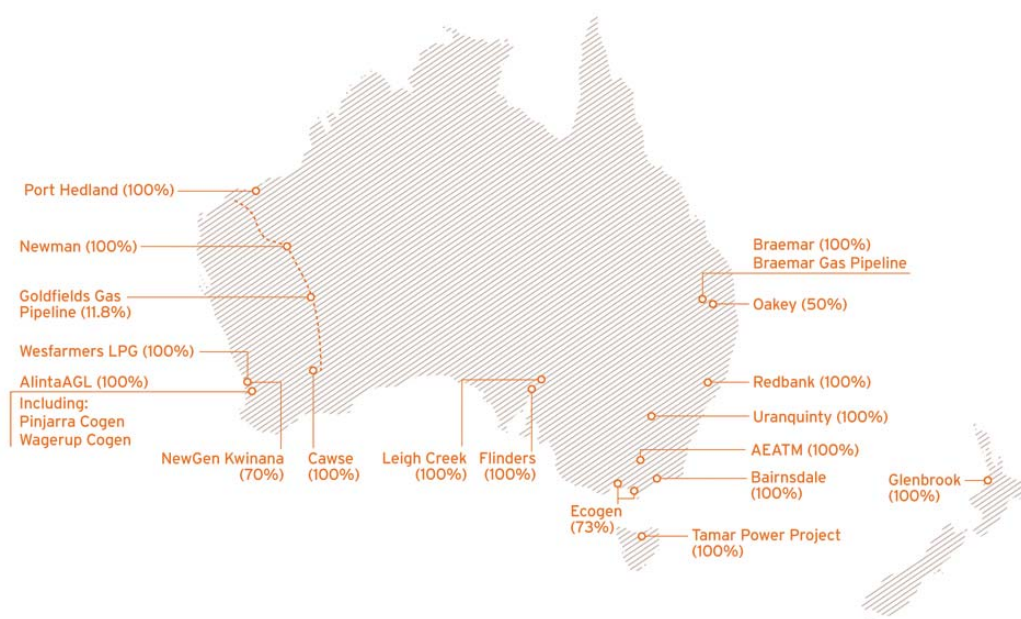 Port Hedland (100%)
Newman (100%)
Goldfields Gas
Pipeline (11.8%)
Wesfarmers LPG (100%)
AlintaAGL (100%)
Including:
Pinjarra Cogen
Wagerup Cogen
NewGen Kwinana
(70%)
Cawse
(100%)
Leigh Creek
(100%)
Flinders
(100%)
Braemar (100%)
Braemar Gas Pipeline
Oakey (50%)
Redbank (100%)
Uranquinty (100%)
AEATM (100%)
Bairnsdale
(100%)
Ecogen
(73%)
Tamar Power Project
(100%)
Glenbrook
(100%)